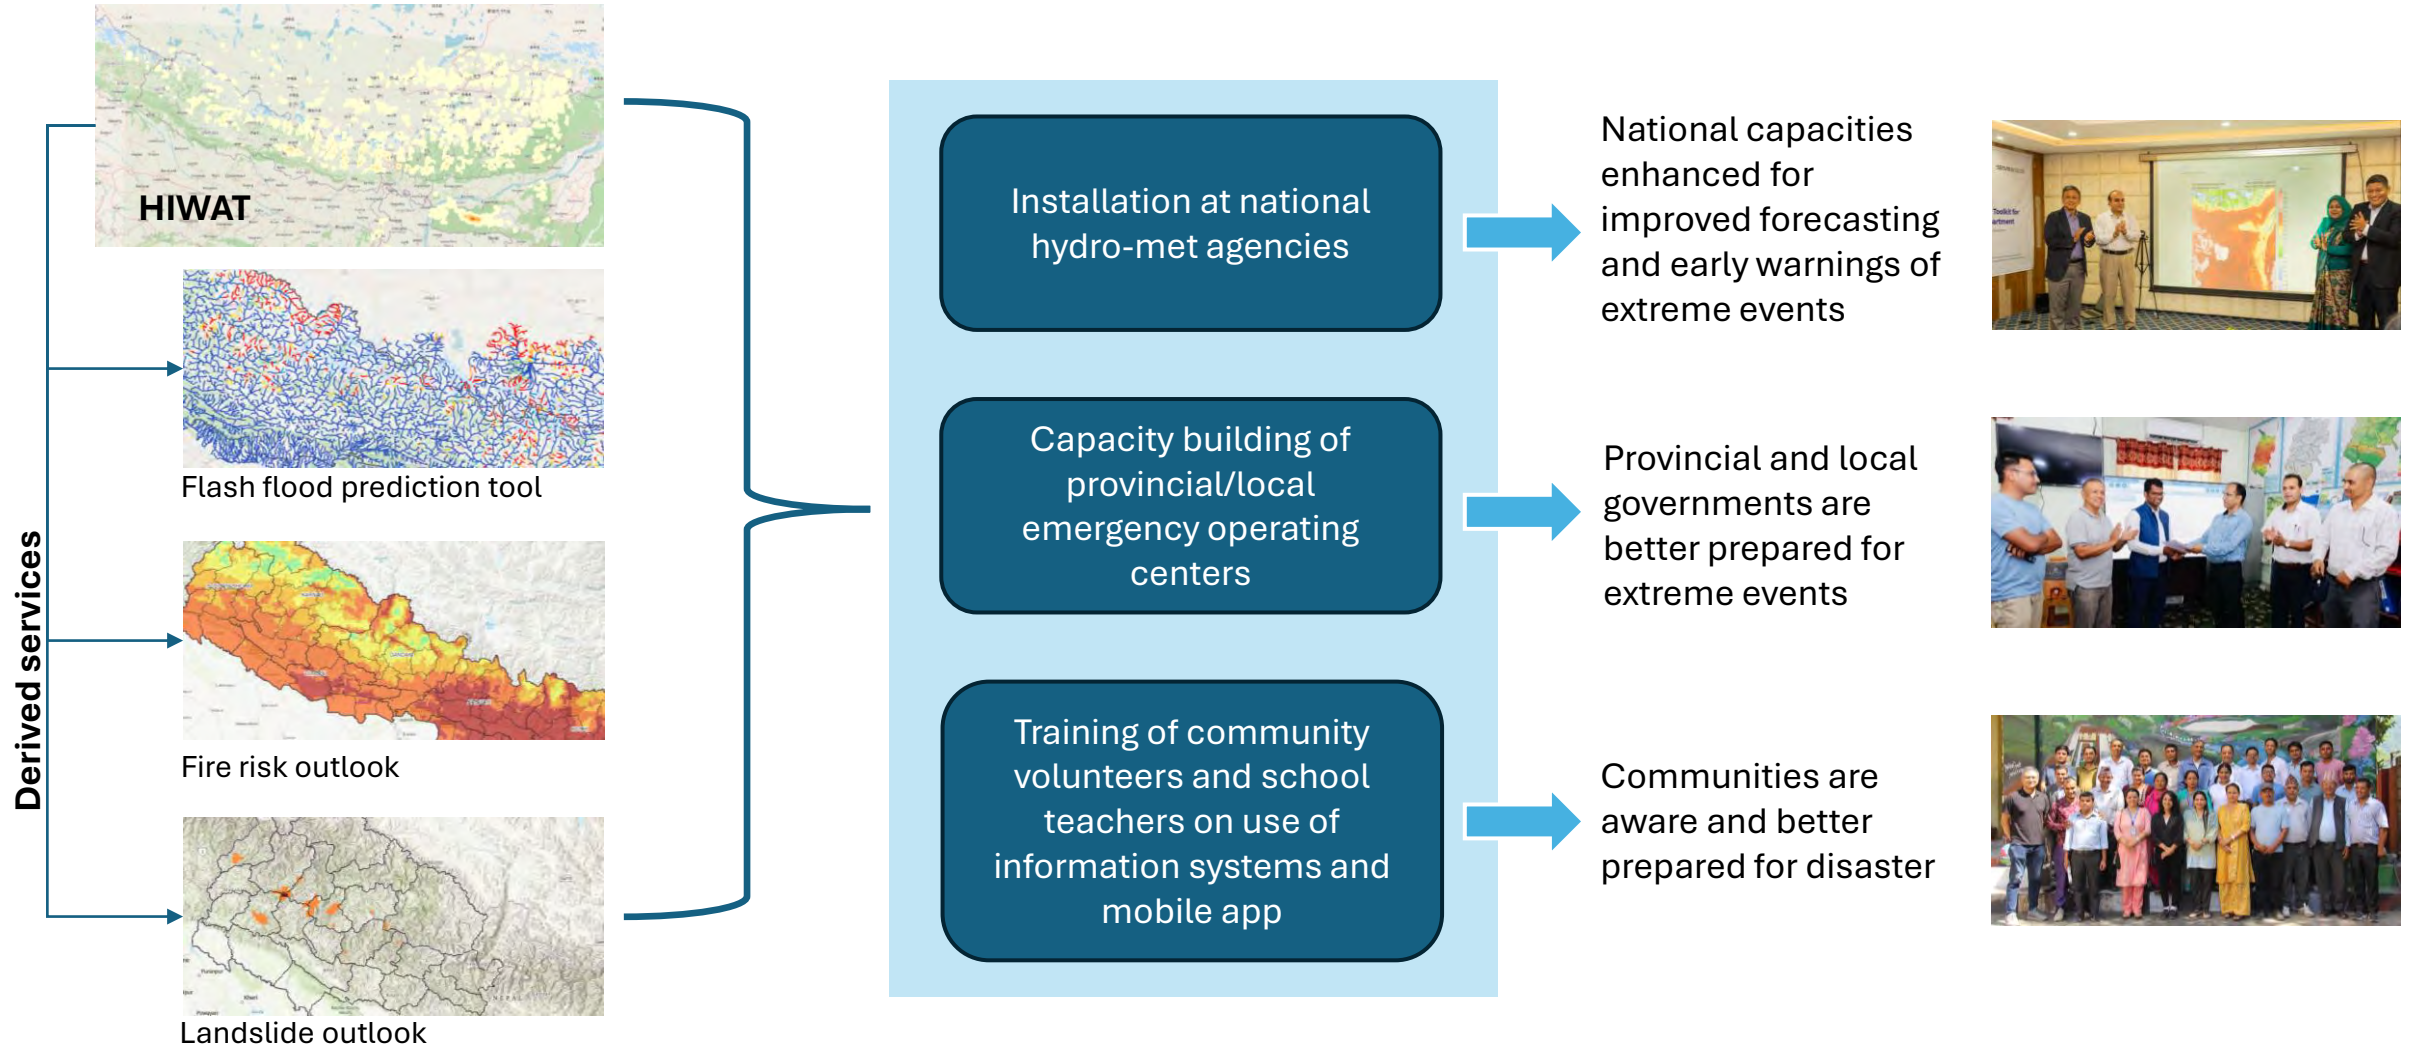 HIWAT
Derived services
Flash flood prediction tool
Fire risk outlook
Landslide outlook
NEPAL
Installation at national
hydro-met agencies
Capacity building of
provincial/local
emergency operating
centers
Training of community
volunteers and school
teachers on use of
information systems and
mobile app
National capacities
enhanced for
improved forecasting
and early warnings of
extreme events
Toolkit for
Provincial and local
governments are
better prepared for
extreme events
Communities are
aware and better
prepared for disaster